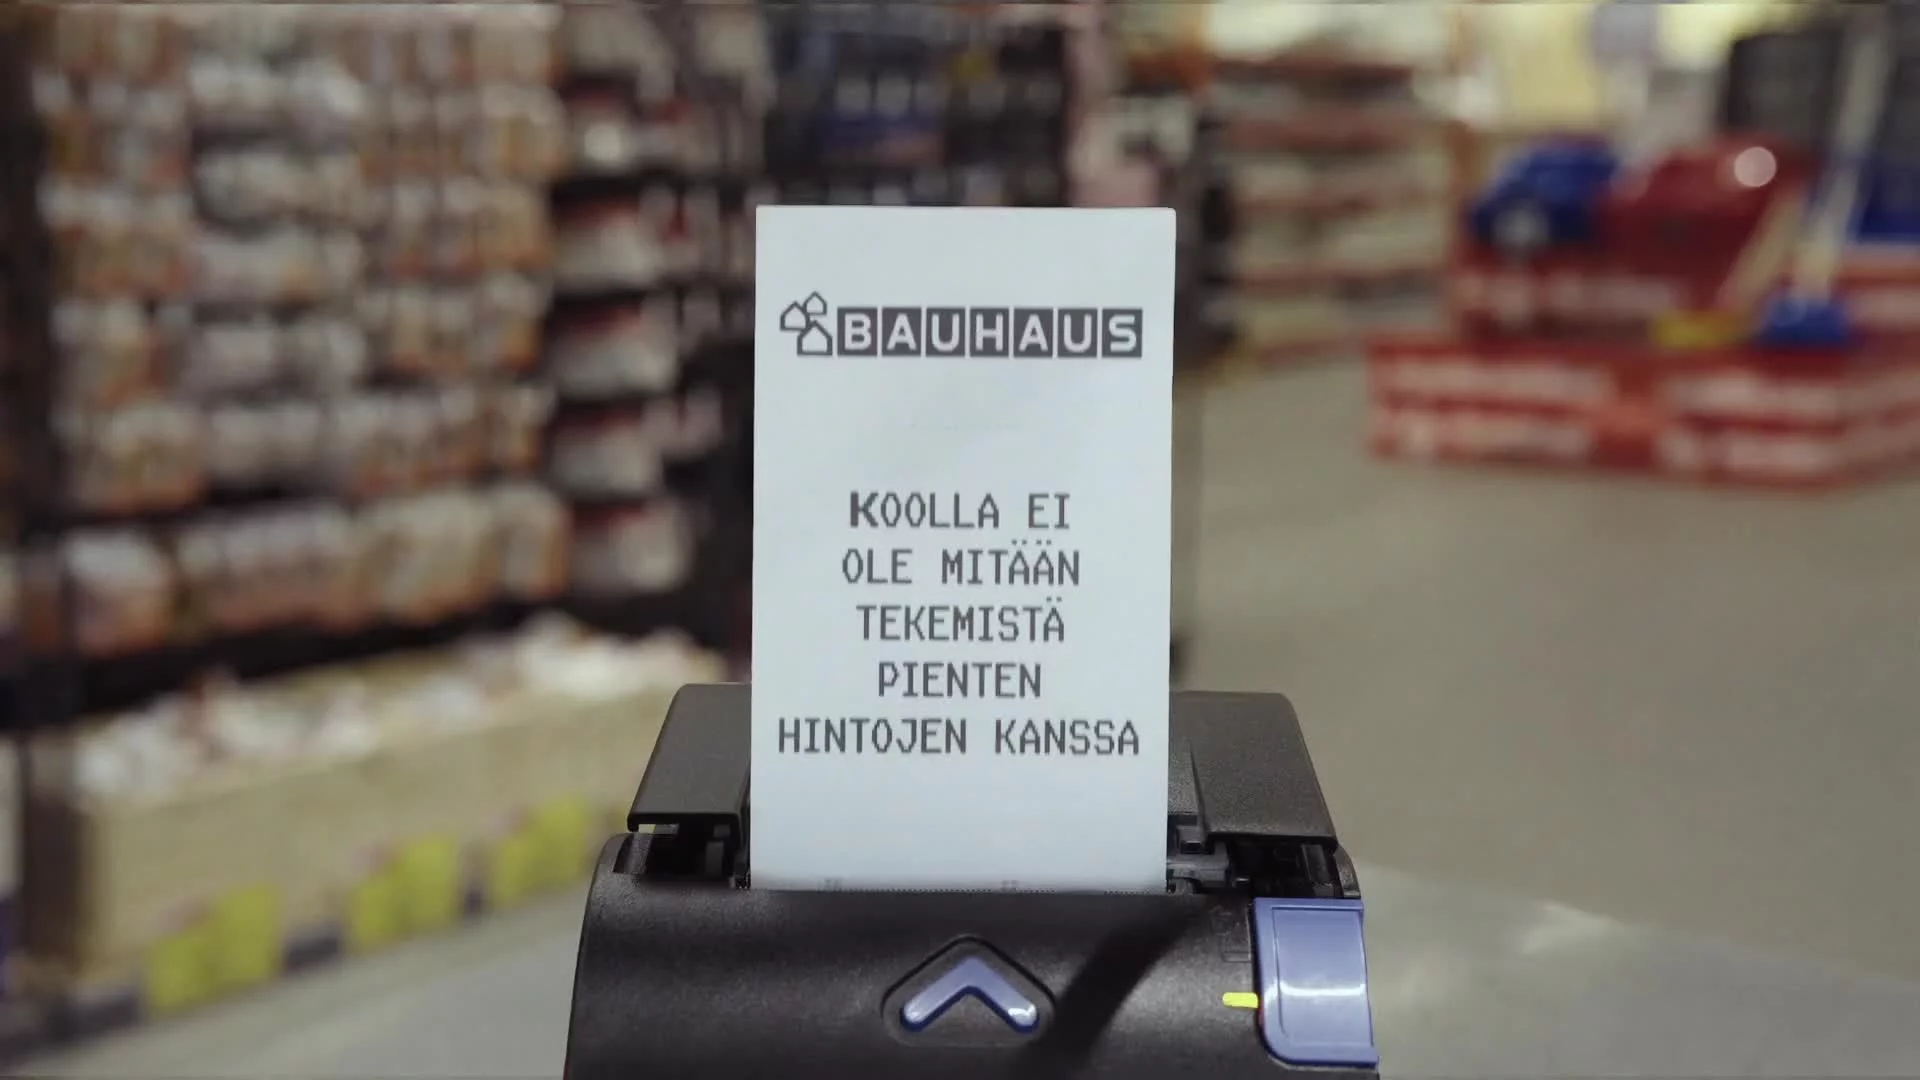 BAUHAUS
KOOLLA EI
OLE MITÄÄN
TEKEMISTÄ
PIENTEN
HINTOJEN KANSSA